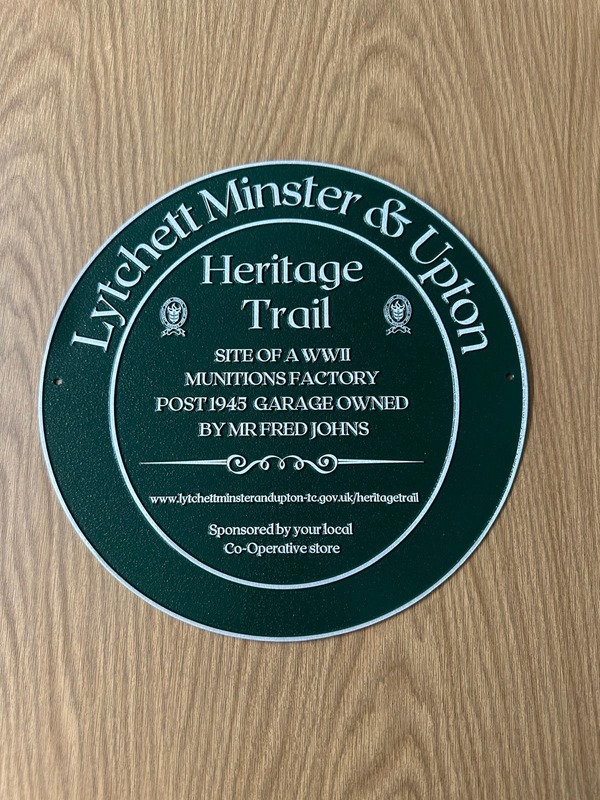 Lytchett Minster & Upton
Heritage
Trail
SITE OF A WWII
MUNITIONS FACTORY
POST 1945 GARAGE OWNED
BY MR FRED JOHNS
www.lytchettminsterandupton-tc.gov.uk/heritagetrail
Sponsored by your local
Co-Operative store